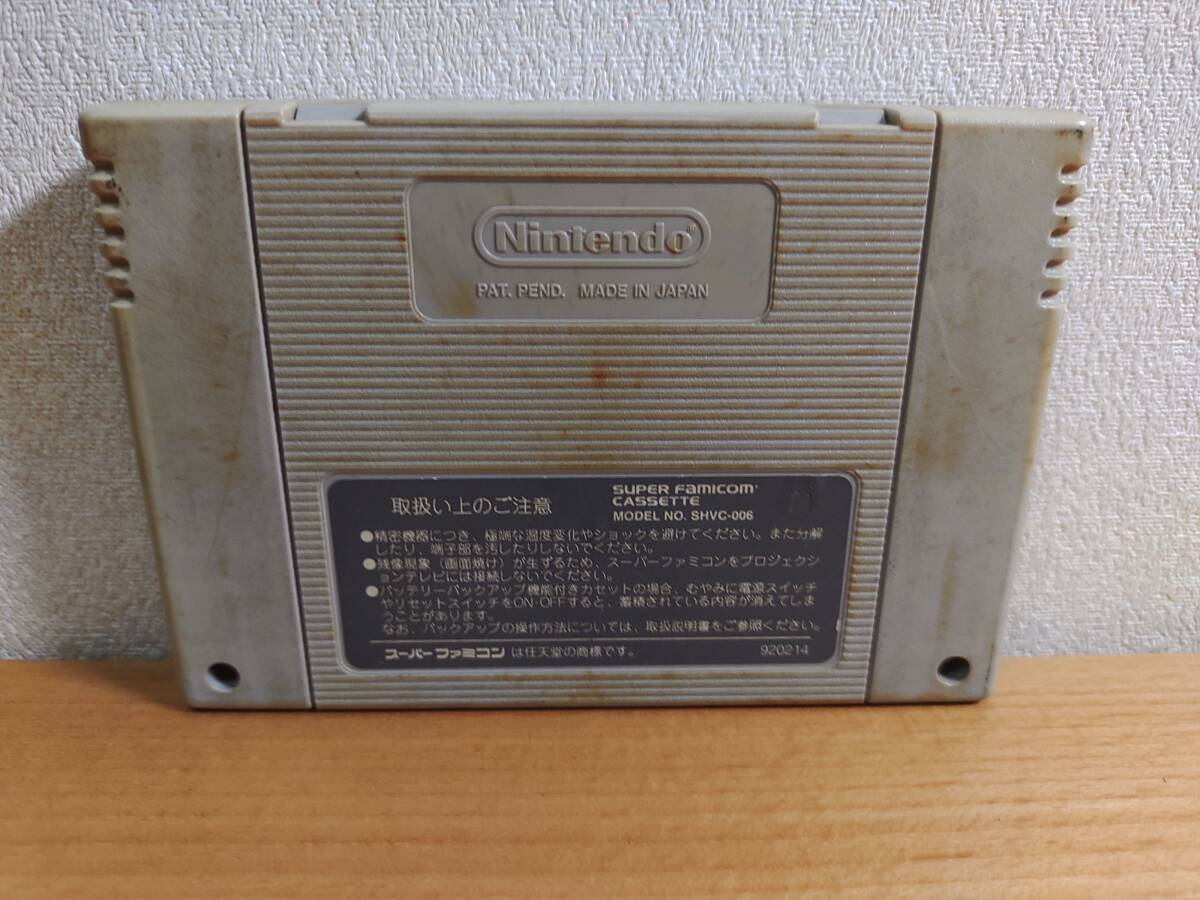 Nintendo®
PAT. PEND. MADE IN JAPAN
取扱い上のご注意
SUPER FAMICOM
CASSETTE
MODEL NO. SHVC-006
●精密機器につき、極端な温度変化やショックを避けてください。また分解
したり、端子部を汚したりしないでください。
●残像現象（画面焼け）が生ずるため、スーパーファミコンをプロジェクシ
ョンテレビには接続しないでください。
●バッテリーバックアップ機能付きカセットの場合、むやみに電源スイッチ
やリセットスイッチをON・OFFすると、蓄積されている内容が消えてしま
うことがあります。
なお、バックアップの操作方法については、取扱説明書をご参照ください。
スーパーファミコンは任天堂の商標です。
920214